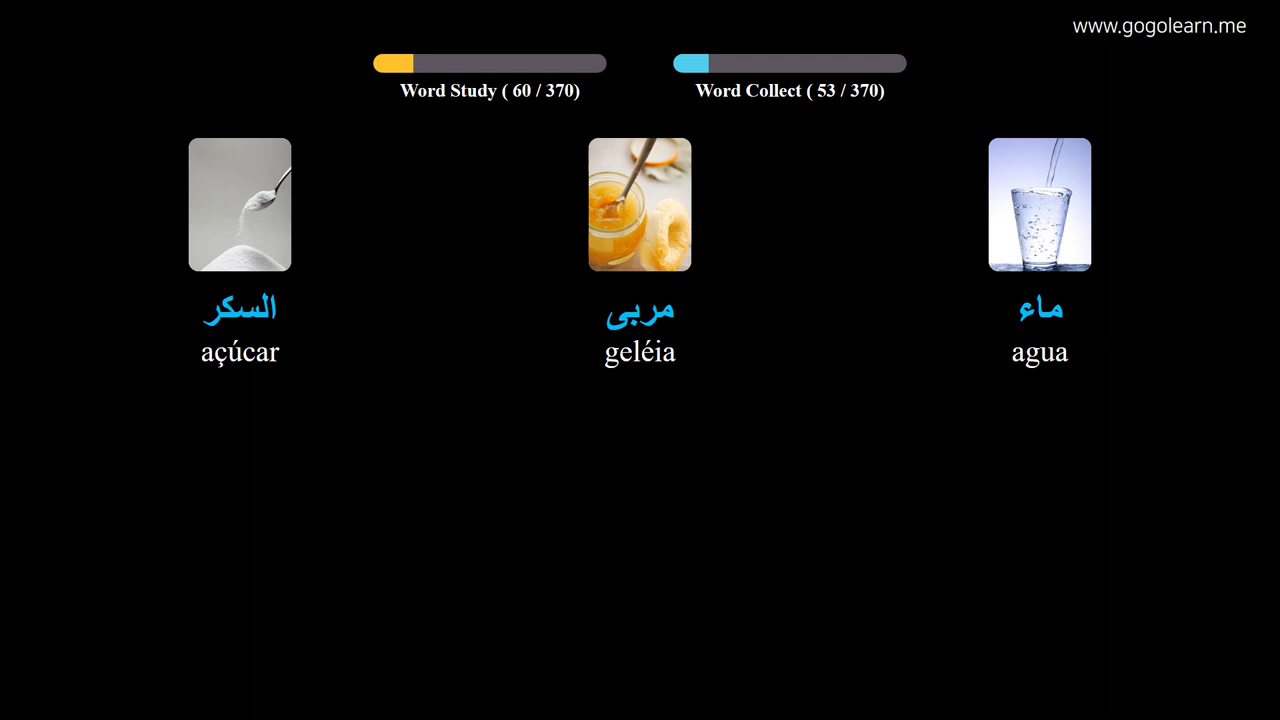 www.gogolearn.me
Word Study ( 60 / 370)
Word Collect ( 53 / 370)
السكر
مربى
ماء
açúcar
geléia
agua